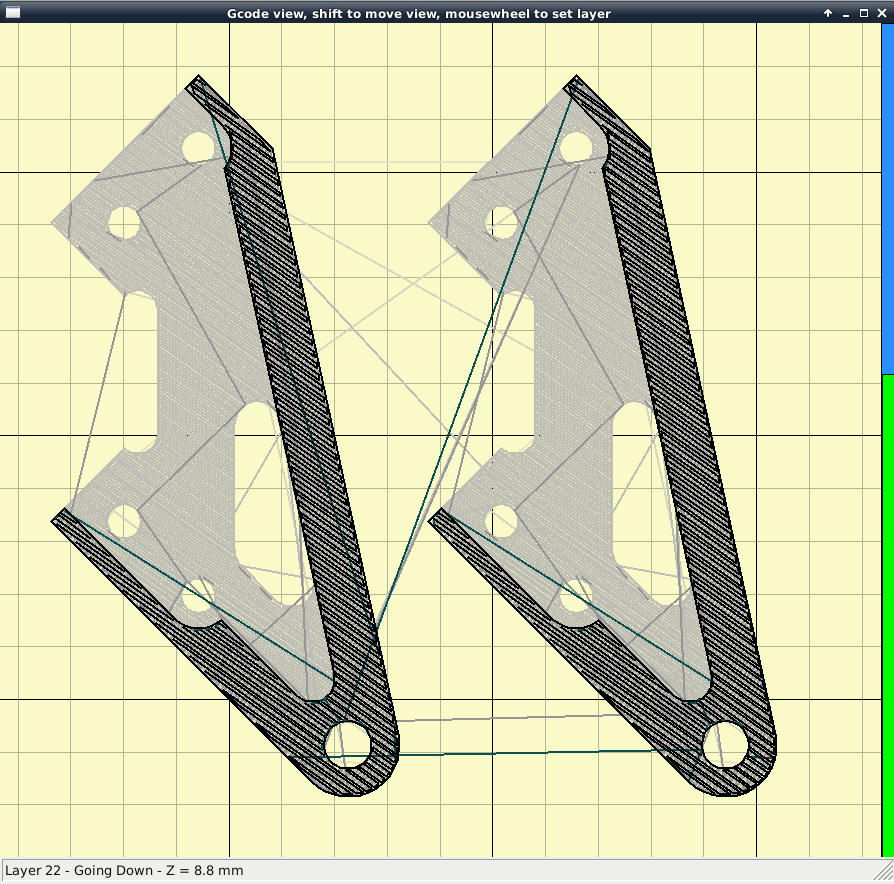 Gcode view, shift to move view, mousewheel to set layer
Layer 22 - Going Down - Z = 8.8 mm